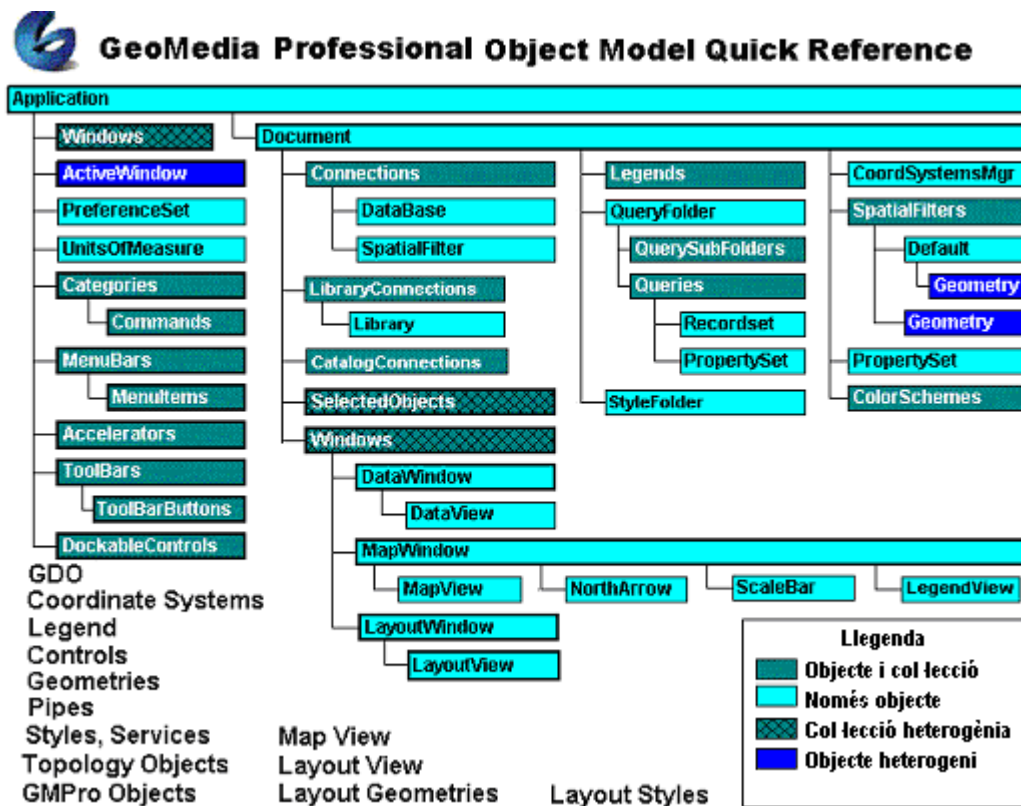 GeoMedia Professional Object Model Quick Reference
Application
Windows
ActiveWindow
PreferenceSet
UnitsOfMeasure
Categories
Commands
MenuBars
MenuItems
Accelerators
ToolBars
ToolBarButtons
DockableControls
Document
Connections
DataBase
SpatialFilter
LibraryConnections
Library
CatalogConnections
SelectedObjects
Windows
DataWindow
DataView
MapWindow
MapView
NorthArrow
ScaleBar
LegendView
LayoutWindow
LayoutView
Legends
QueryFolder
QuerySubFolders
Queries
Recordset
PropertySet
StyleFolder
CoordSystemsMgr
SpatialFilters
Default
Geometry
Geometry
PropertySet
ColorSchemes
GDO
Coordinate Systems
Legend
Controls
Geometries
Pipes
Styles, Services
Topology Objects
GMPro Objects
Map View
Layout View
Layout Geometries
Layout Styles
Llegenda
Objecte i col·lecció
Només objecte
Col·lecció heterogènia
Objecte heterogeni